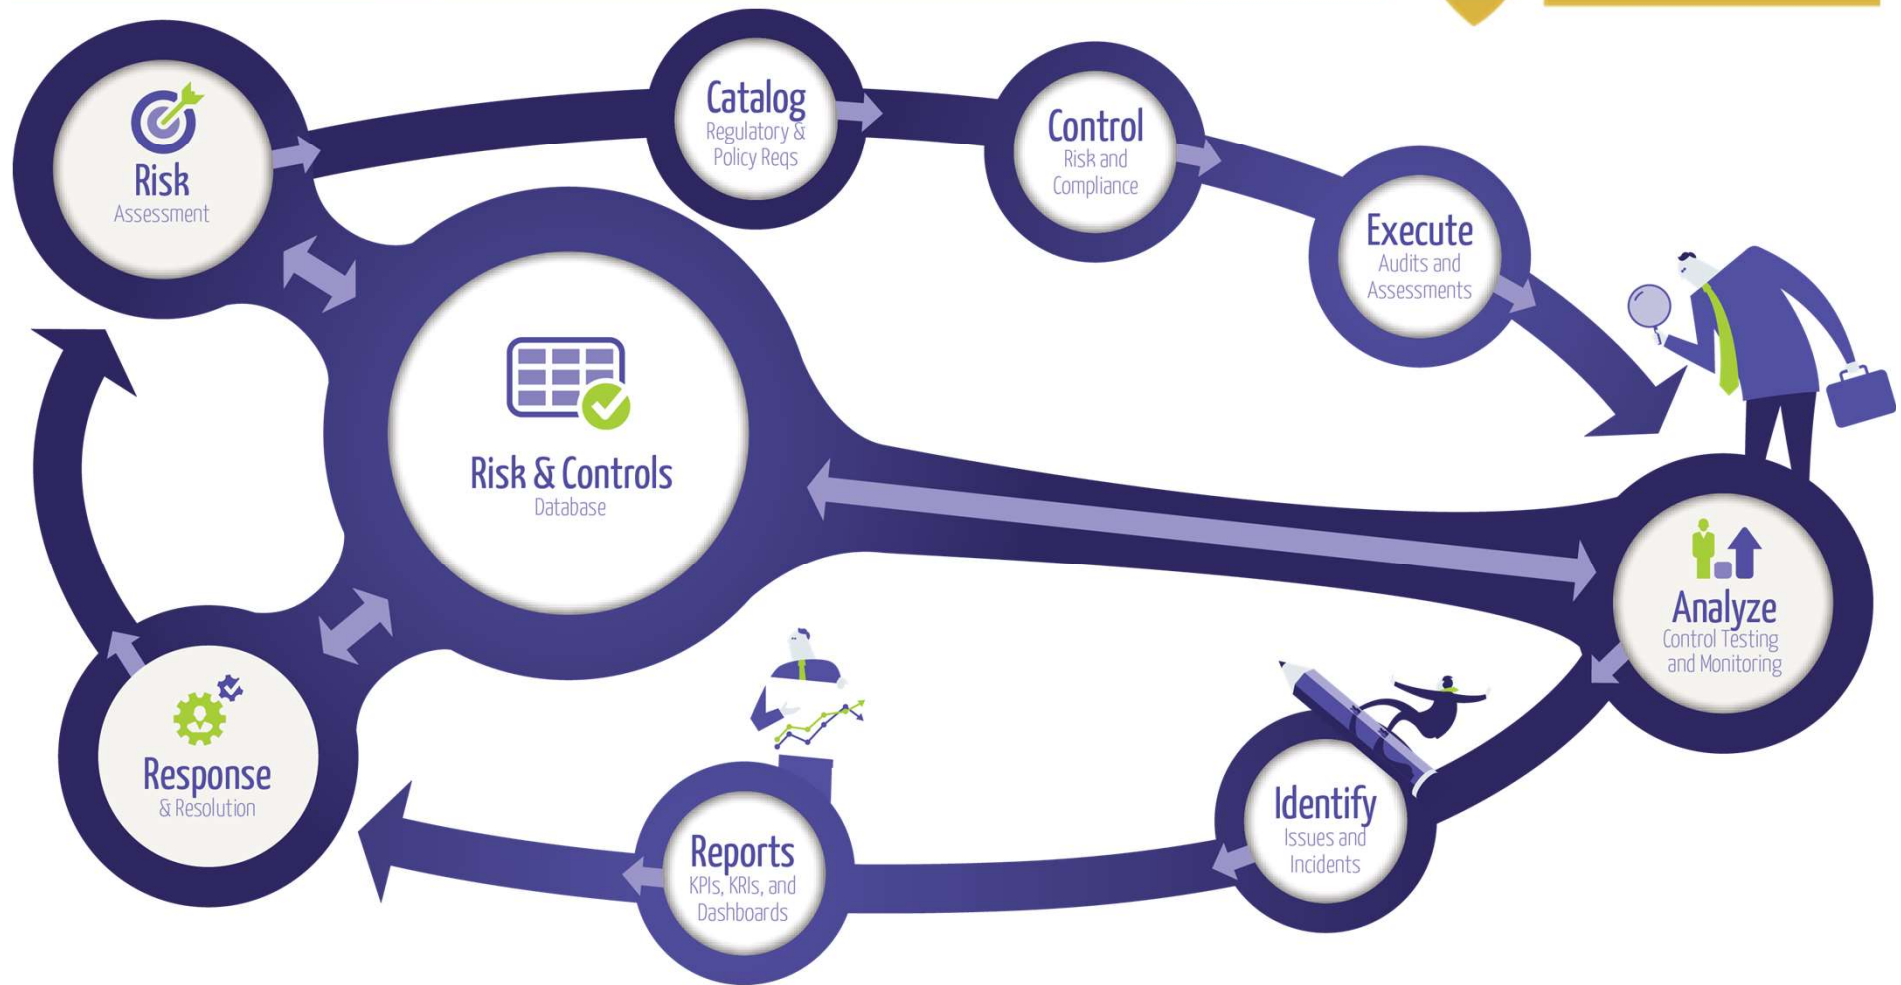 Risk
Assessment
Catalog
Regulatory &
Policy Reqs
Control
Risk and
Compliance
Execute
Audits and
Assessments
Risk & Controls
Database
Analyze
Control Testing
and Monitoring
Identify
Issues and
Incidents
Reports
KPIs, KRIs, and
Dashboards
Response
& Resolution